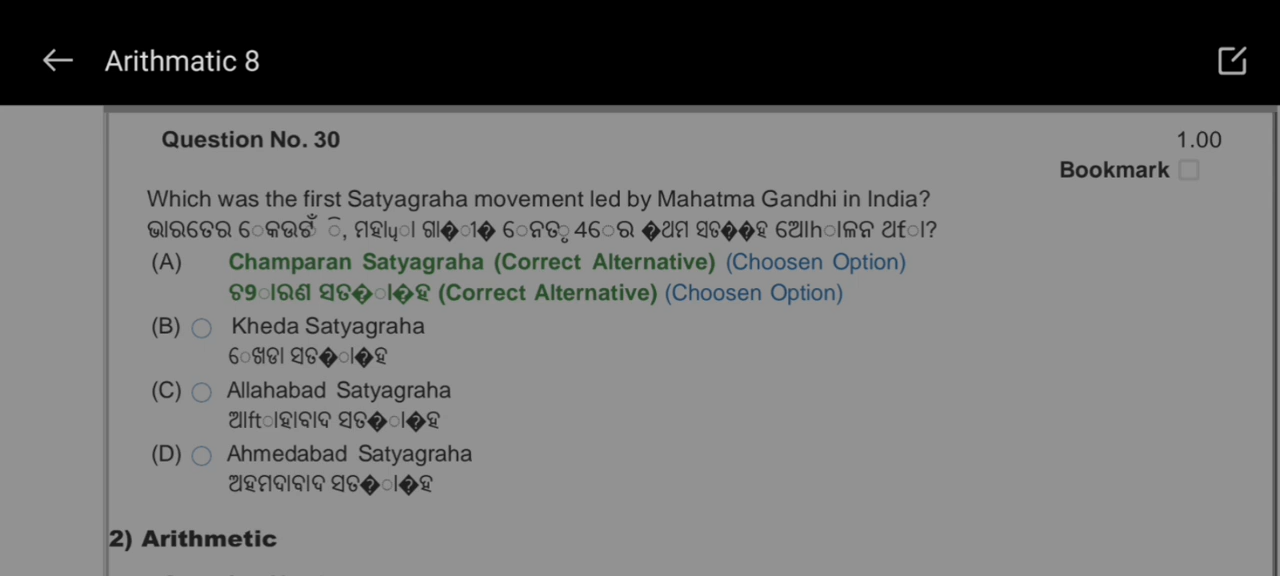 Arithmatic 8
Question No. 30
1.00
Bookmark
Which was the first Satyagraha movement led by Mahatma Gandhi in India?
ଭାରତେର
(A) Champaran Satyagraha (Correct Alternative) (Choosen Option)
(Correct Alternative) (Choosen Option)
(B) Kheda Satyagraha
(C) Allahabad Satyagraha
(D) Ahmedabad Satyagraha
ଅହମଦାବାଦ
2) Arithmetic